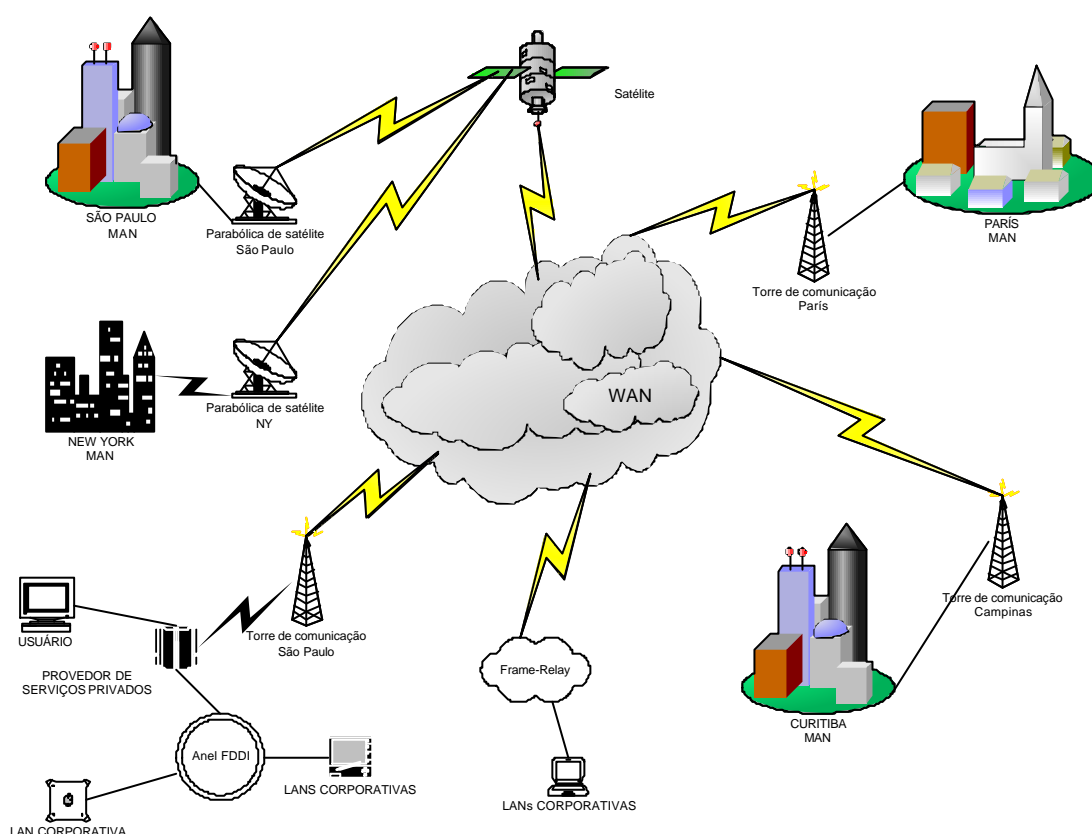 Satélite
SÃO PAULO
MAN
Parabólica de satélite
São Paulo
PARÍS
MAN
Torre de comunicação
París
WAN
Parabólica de satélite
NY
NEW YORK
MAN
Torre de comunicação
Campinas
USUÁRIO
Torre de comunicação
São Paulo
PROVEDOR DE
SERVIÇOS PRIVADOS
Frame-Relay
CURITIBA
MAN
Anel FDDI
LANS CORPORATIVAS
LANs CORPORATIVAS
LAN CORPORATIVA